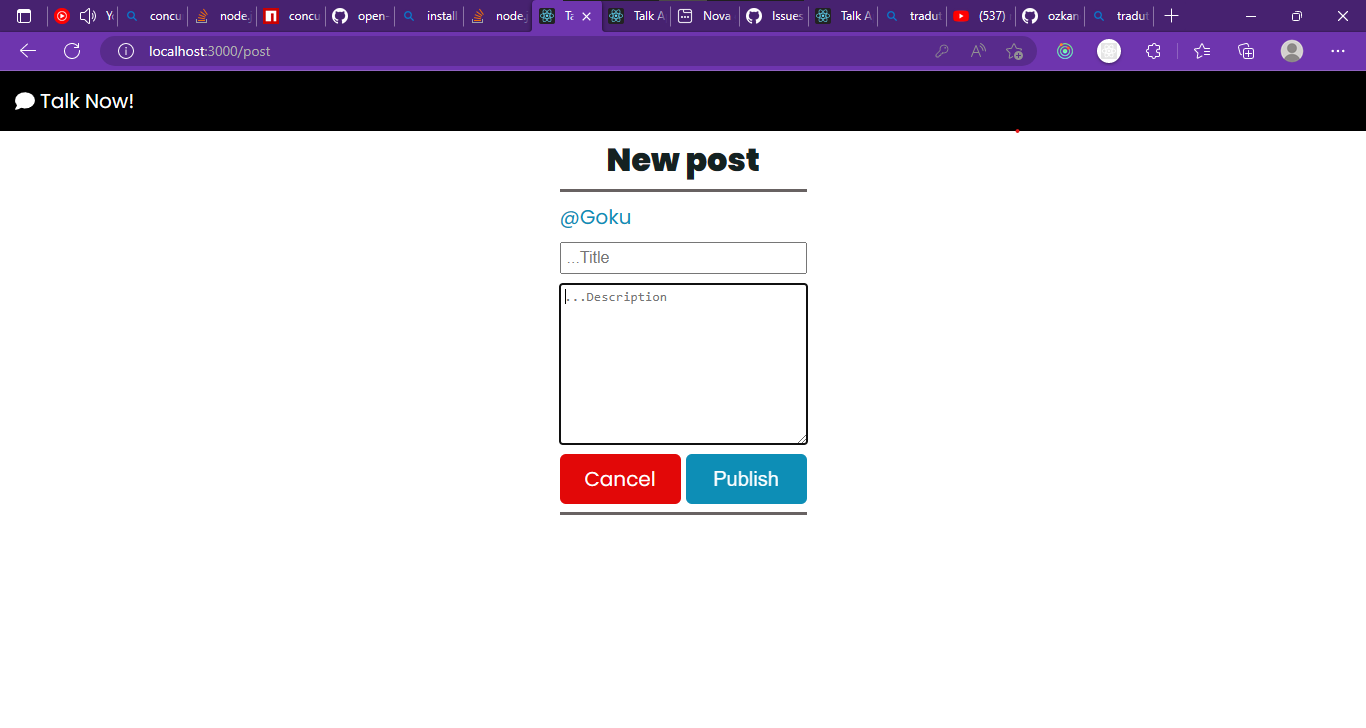 Ta
Talk A
Nova
Issues
Talk A
tradut
(537)
ozkan
tradut
concu
node.j
concu
open-
install
node.j
localhost:3000/post
Talk Now!
New post
@Goku
...Title
...Description
Cancel
Publish